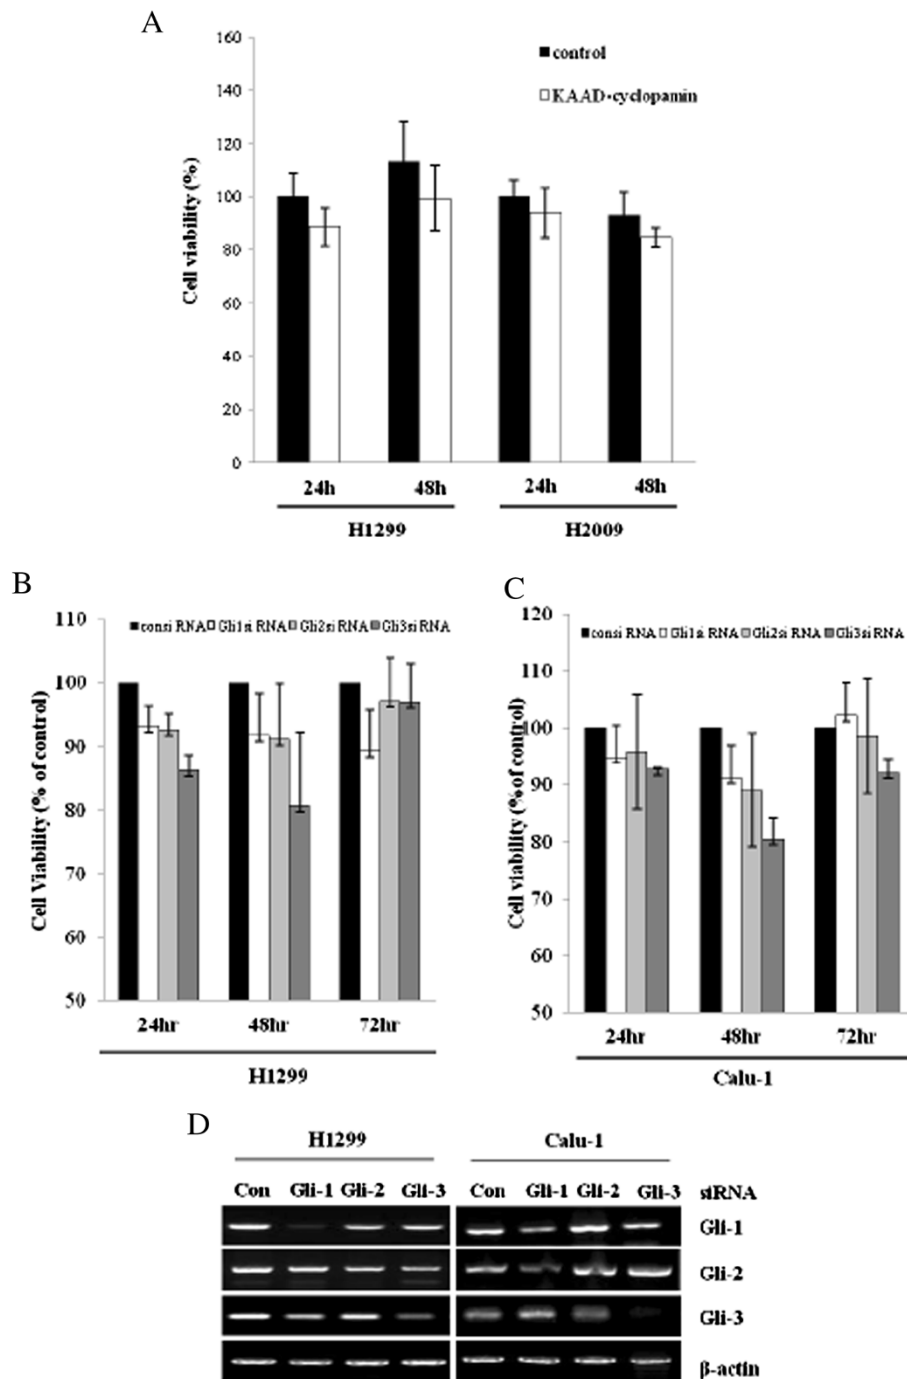 A
160
140
120
100
80
60
40
20
0
Cell viability (%)
control
KAAD-cyclopamin
24h 48h 24h 48h
H1299 H2009
B
110
100
90
80
70
60
50
Cell Viability (% of control)
consi RNA Gli1si RNA Gli2si RNA Gli3si RNA
24hr 48hr 72hr
H1299
C
120
110
100
90
80
70
60
50
Cell viability (% of control)
consi RNA Gli1si RNA Gli2si RNA Gli3si RNA
24hr 48hr 72hr
Calu-1
D
H1299 Calu-1
Con Gli-1 Gli-2 Gli-3 Con Gli-1 Gli-2 Gli-3 siRNA
Gli-1
Gli-2
Gli-3
β-actin